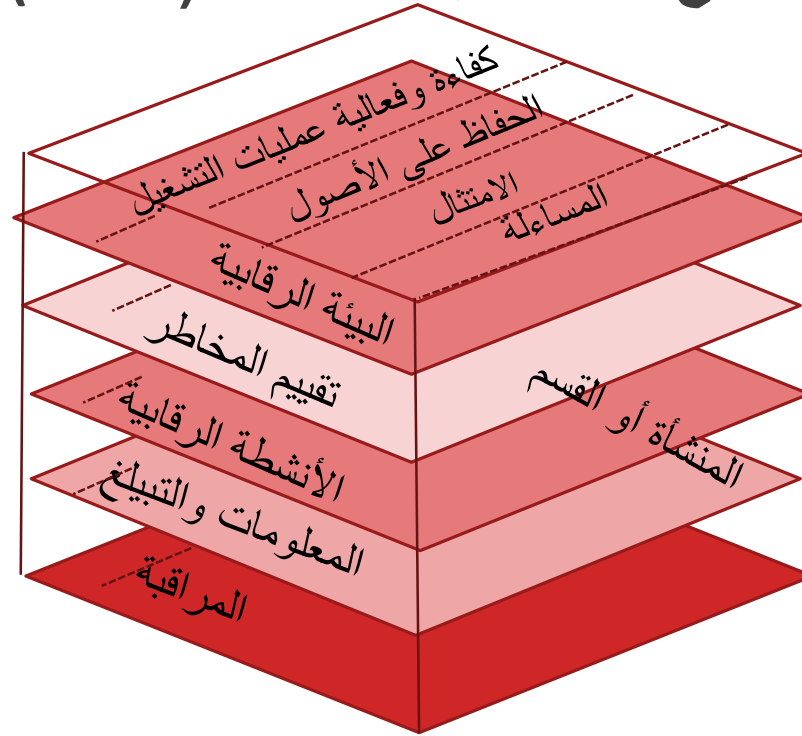 كفاءة وفعالية عمليات التشغيل
الحفاظ على الأصول
الامتثال
المساءلة
البيئة الرقابية
تقييم المخاطر
الأنشطة الرقابية
المعلومات والتبيلغ
المراقبة
المنشأة أو القسم